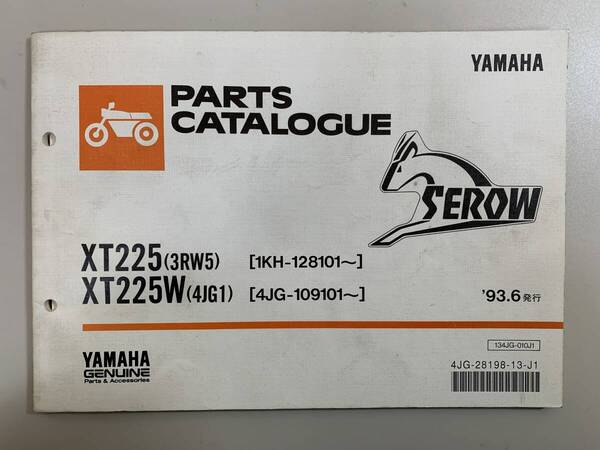 YAMAHA
PARTS
CATALOGUE
SEROW
XT225(3RW5) [1KH-128101~]
XT225W(4JG1) [4JG-109101~]
'93.6発行
134JG-010J1
YAMAHA
GENUINE
Parts & Accessories
4JG-28198-13-J1